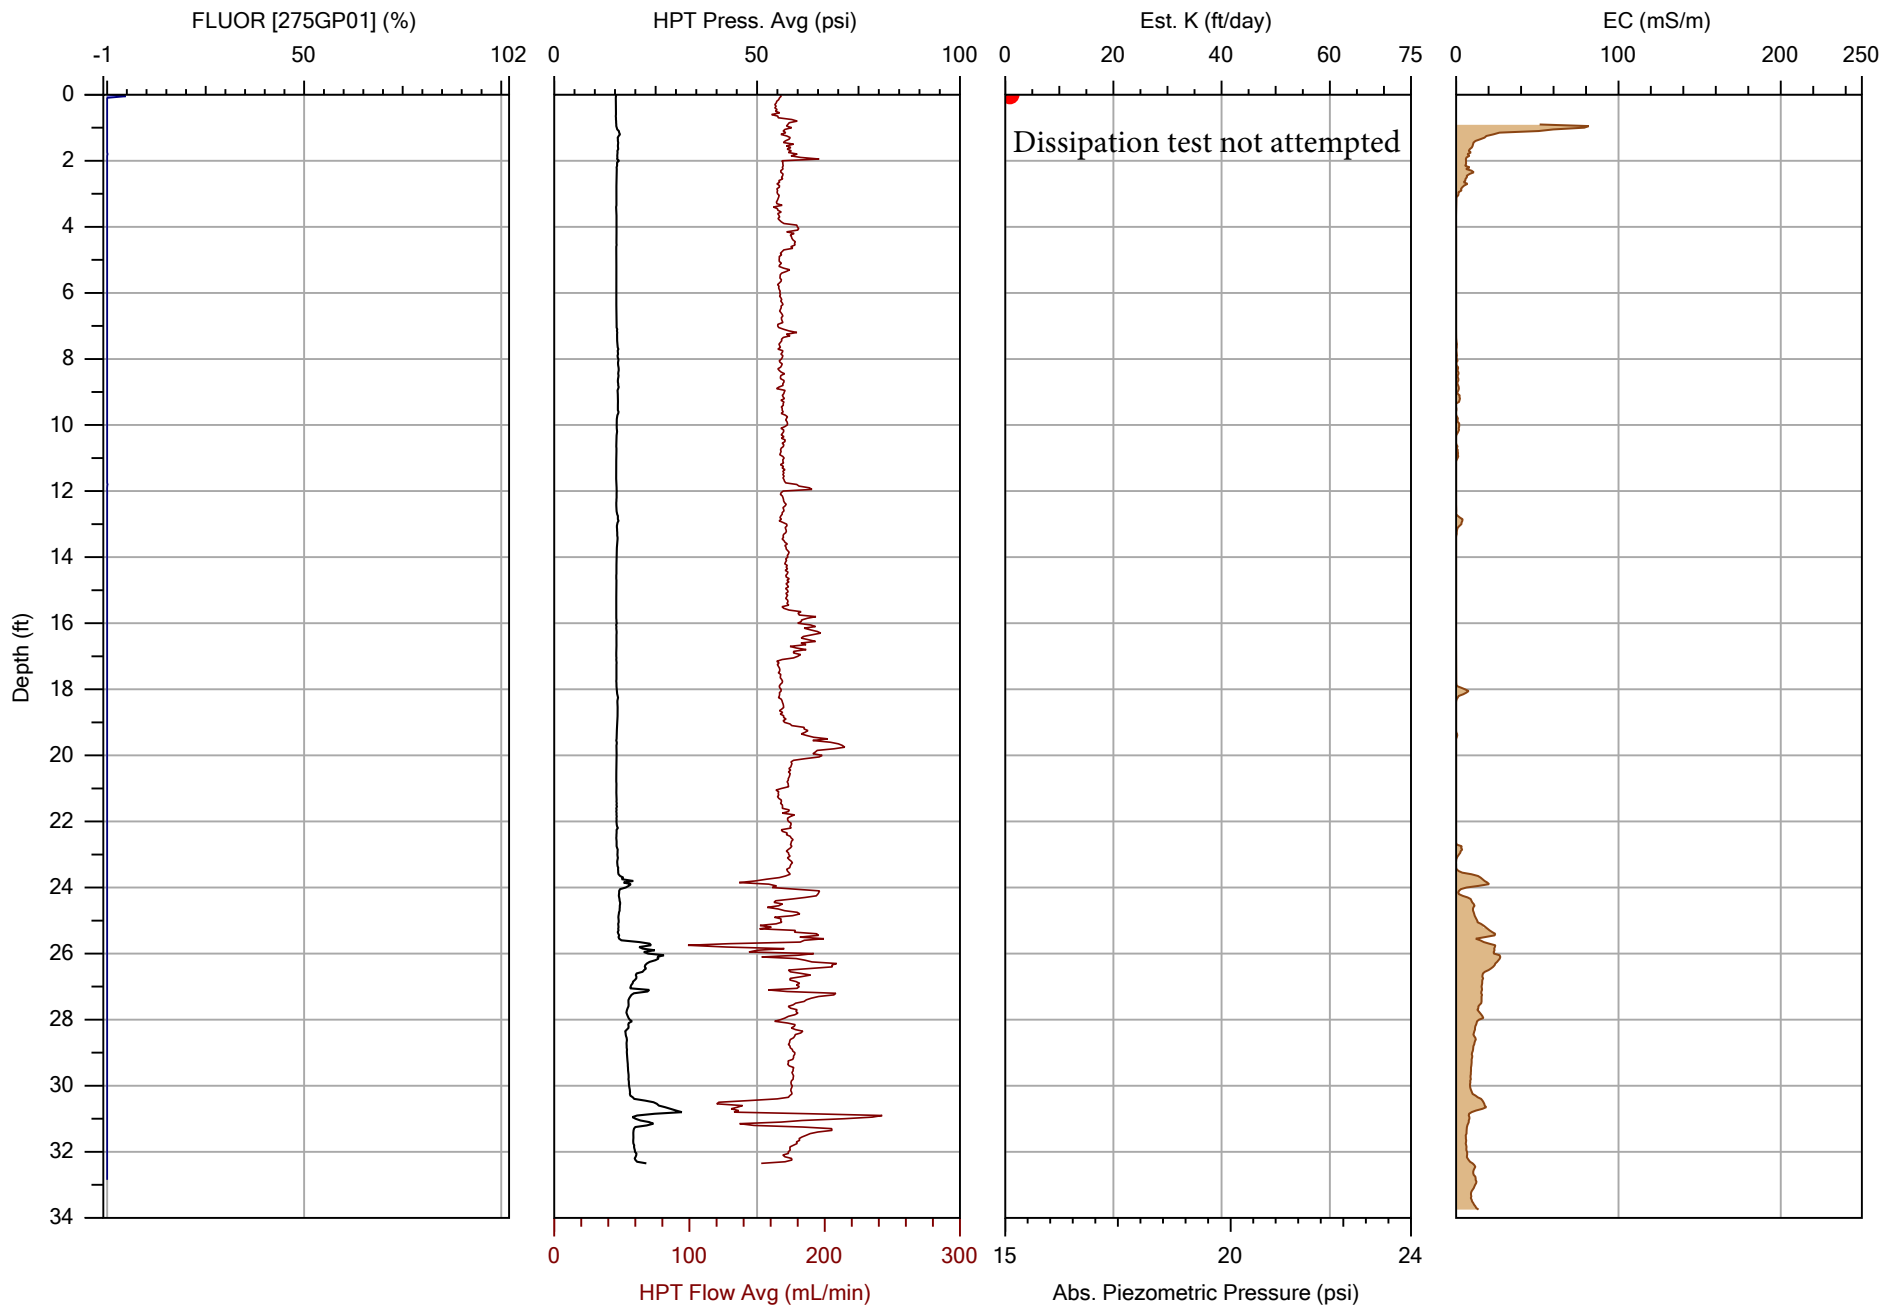 FLUOR [275GP01] (%)
HPT Press. Avg (psi)
Est. K (ft/day)
EC (mS/m)
-1 50 102
0 50 100
0 20 40 60 75
0 100 200 250
Depth (ft)
0
2
4
6
8
10
12
14
16
18
20
22
24
26
28
30
32
34
Dissipation test not attempted
0 100 200 300
15 20 24
HPT Flow Avg (mL/min)
Abs. Piezometric Pressure (psi)